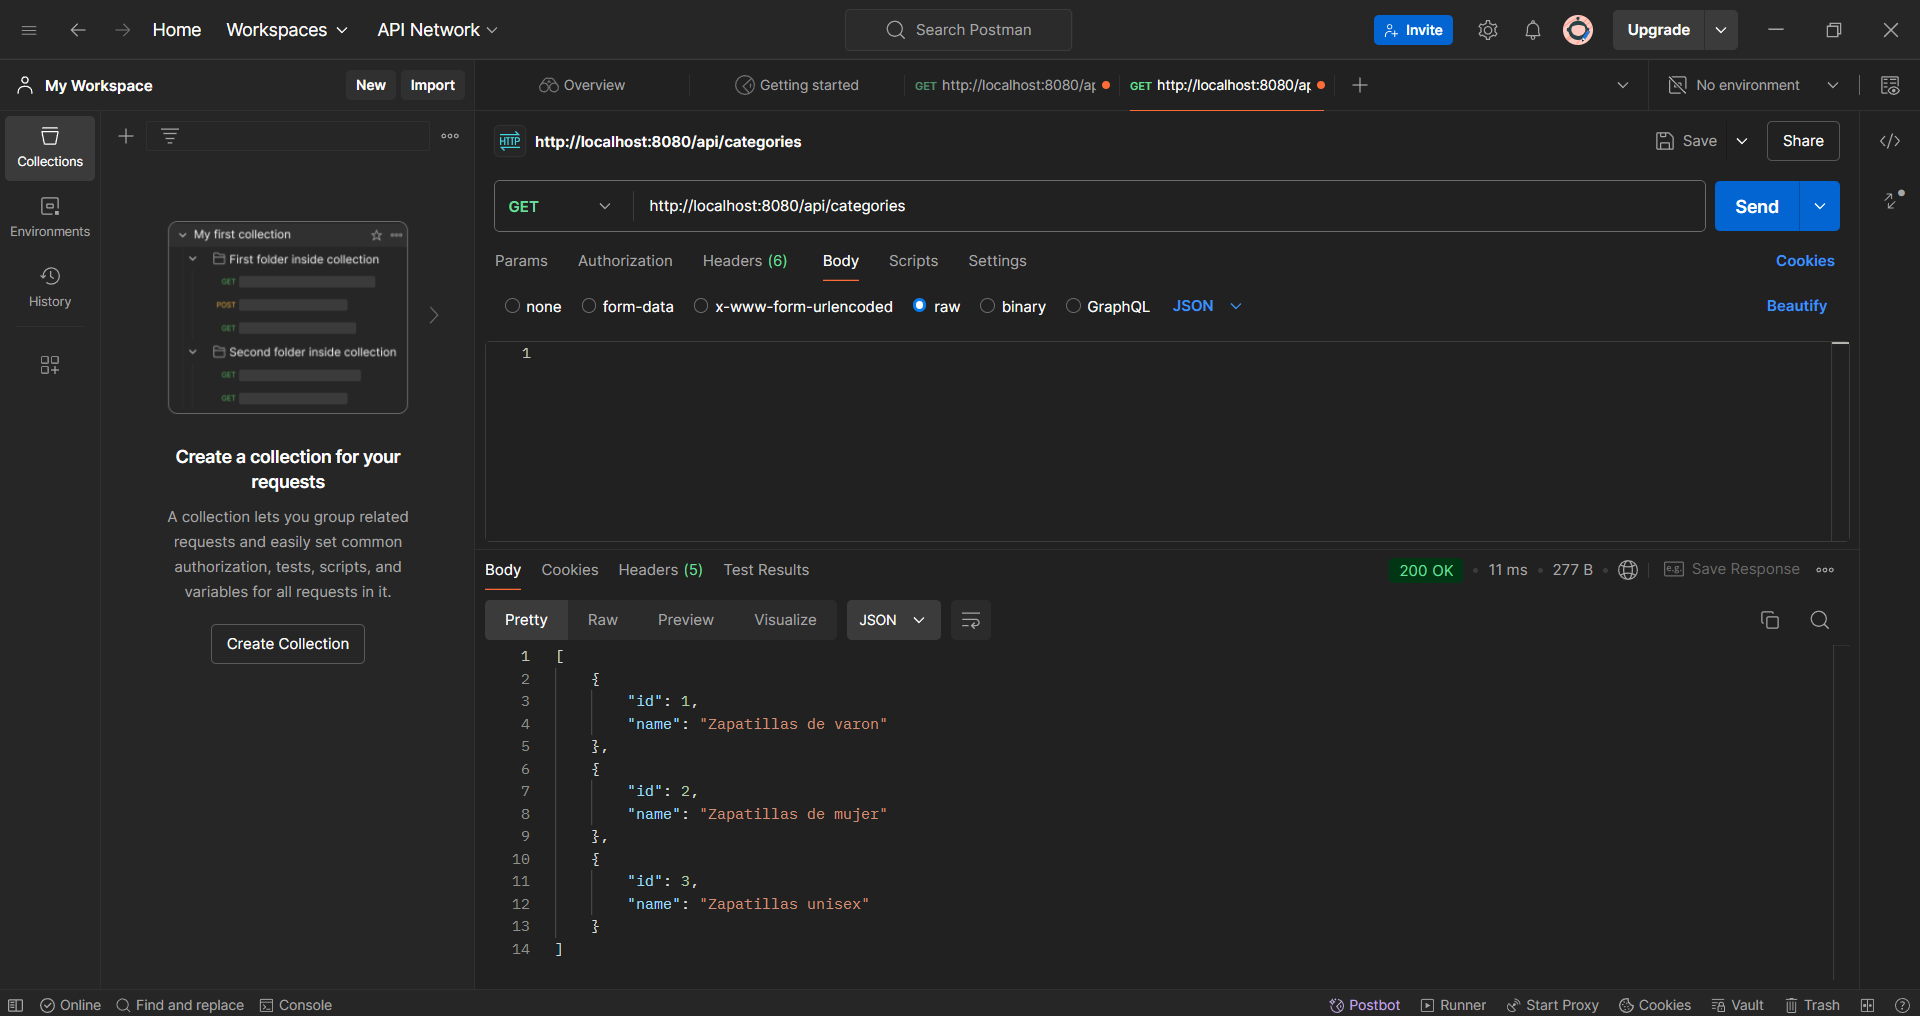 Home Workspaces API Network Search Postman Invite Upgrade
My Workspace New Import Overview Getting started GET http://localhost:8080/ap GET http://localhost:8080/ap No environment
Collections
Environments
History
My first collection
First folder inside collection
GET
POST
GET
Second folder inside collection
GET
GET
Create a collection for your
requests
A collection lets you group related
requests and easily set common
authorization, tests, scripts, and
variables for all requests in it.
Create Collection
HTTP http://localhost:8080/api/categories Save Share
GET http://localhost:8080/api/categories Send
Params Authorization Headers (6) Body Scripts Settings Cookies
none form-data x-www-form-urlencoded raw binary GraphQL JSON Beautify
1
Body Cookies Headers (5) Test Results 200 OK 11 ms 277 B e.g. Save Response
Pretty Raw Preview Visualize JSON
1 [
2 {
3 "id": 1,
4 "name": "Zapatillas de varon"
5 },
6 {
7 "id": 2,
8 "name": "Zapatillas de mujer"
9 },
10 {
11 "id": 3,
12 "name": "Zapatillas unisex"
13 }
14 ]
Online Find and replace Console Postbot Runner Start Proxy Cookies Vault Trash